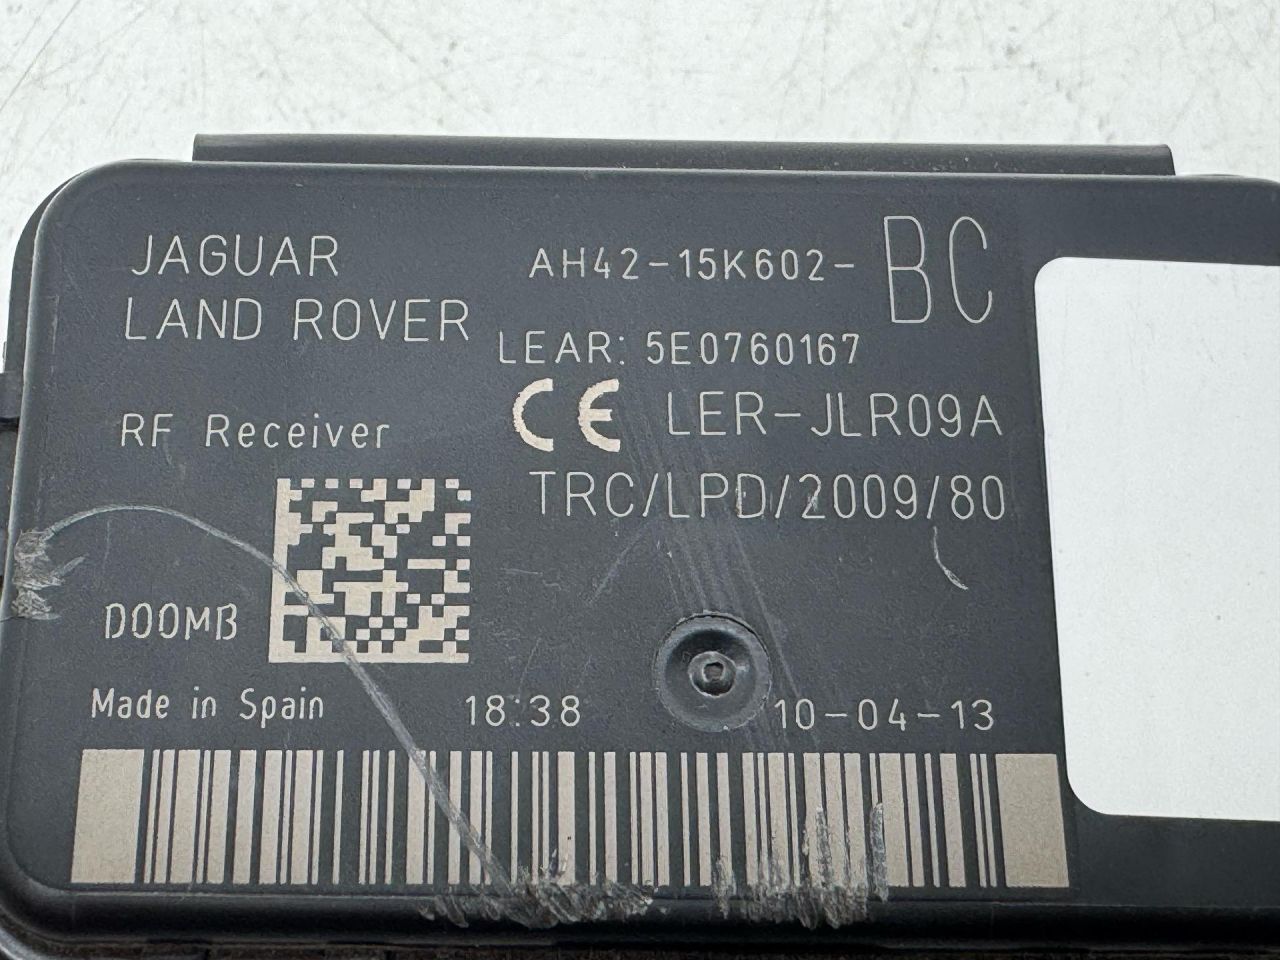 JAGUAR
LAND ROVER
AH42-15K602-BC
LEAR: 5E0760167
CE LER-JLR09A
RF Receiver
TRC/LPD/2009/80
D00MB
Made in Spain
18:38
10-04-13